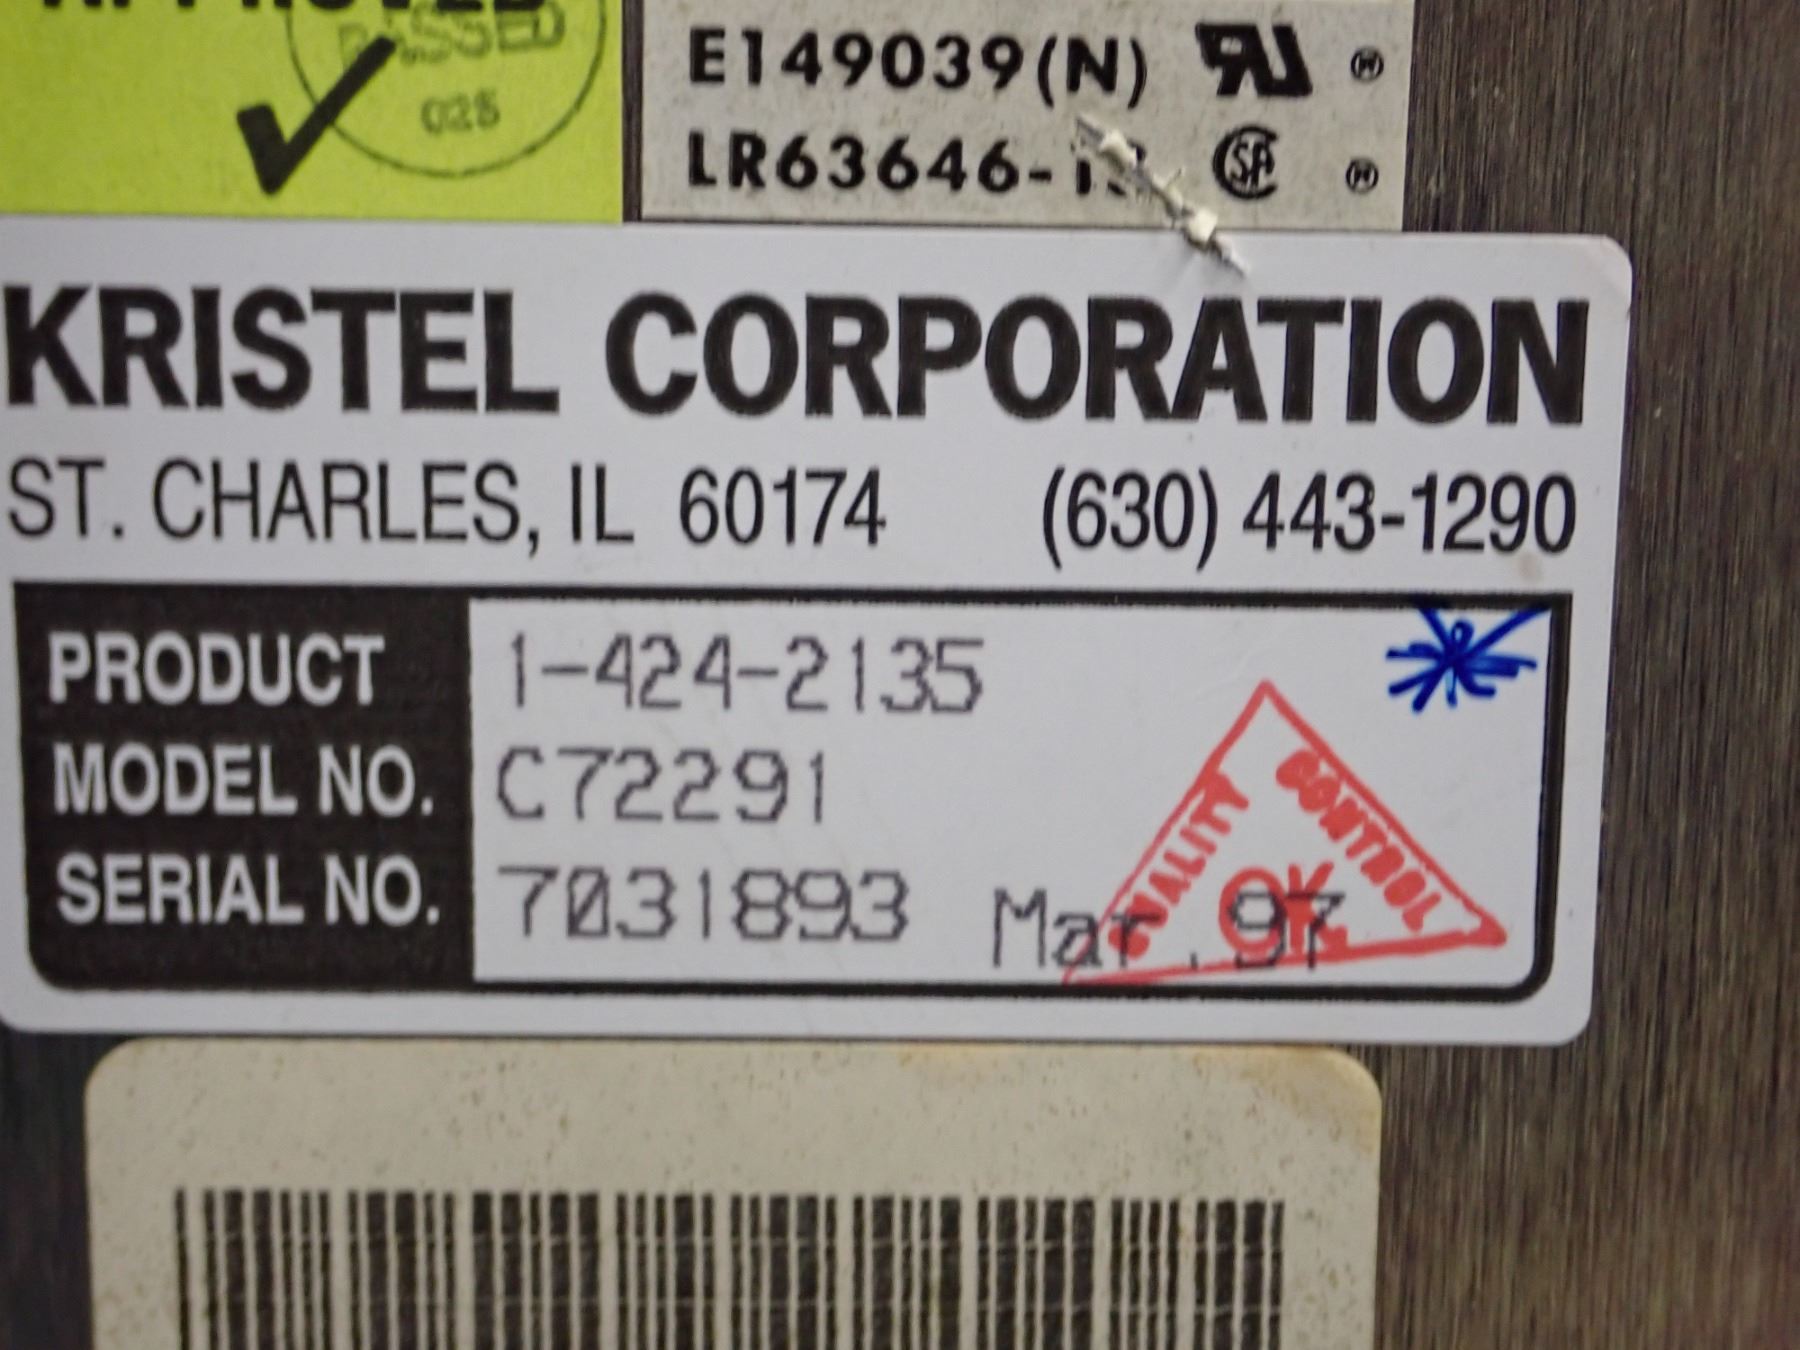 APPROVED
PASSED
025
E149039(N)
LR63646-
KRISTEL CORPORATION
ST. CHARLES, IL 60174 (630) 443-1290
PRODUCT 1-424-2135
MODEL NO. C72291
SERIAL NO. 7031893 Mar. 97
QUALITY CONTROL
OK